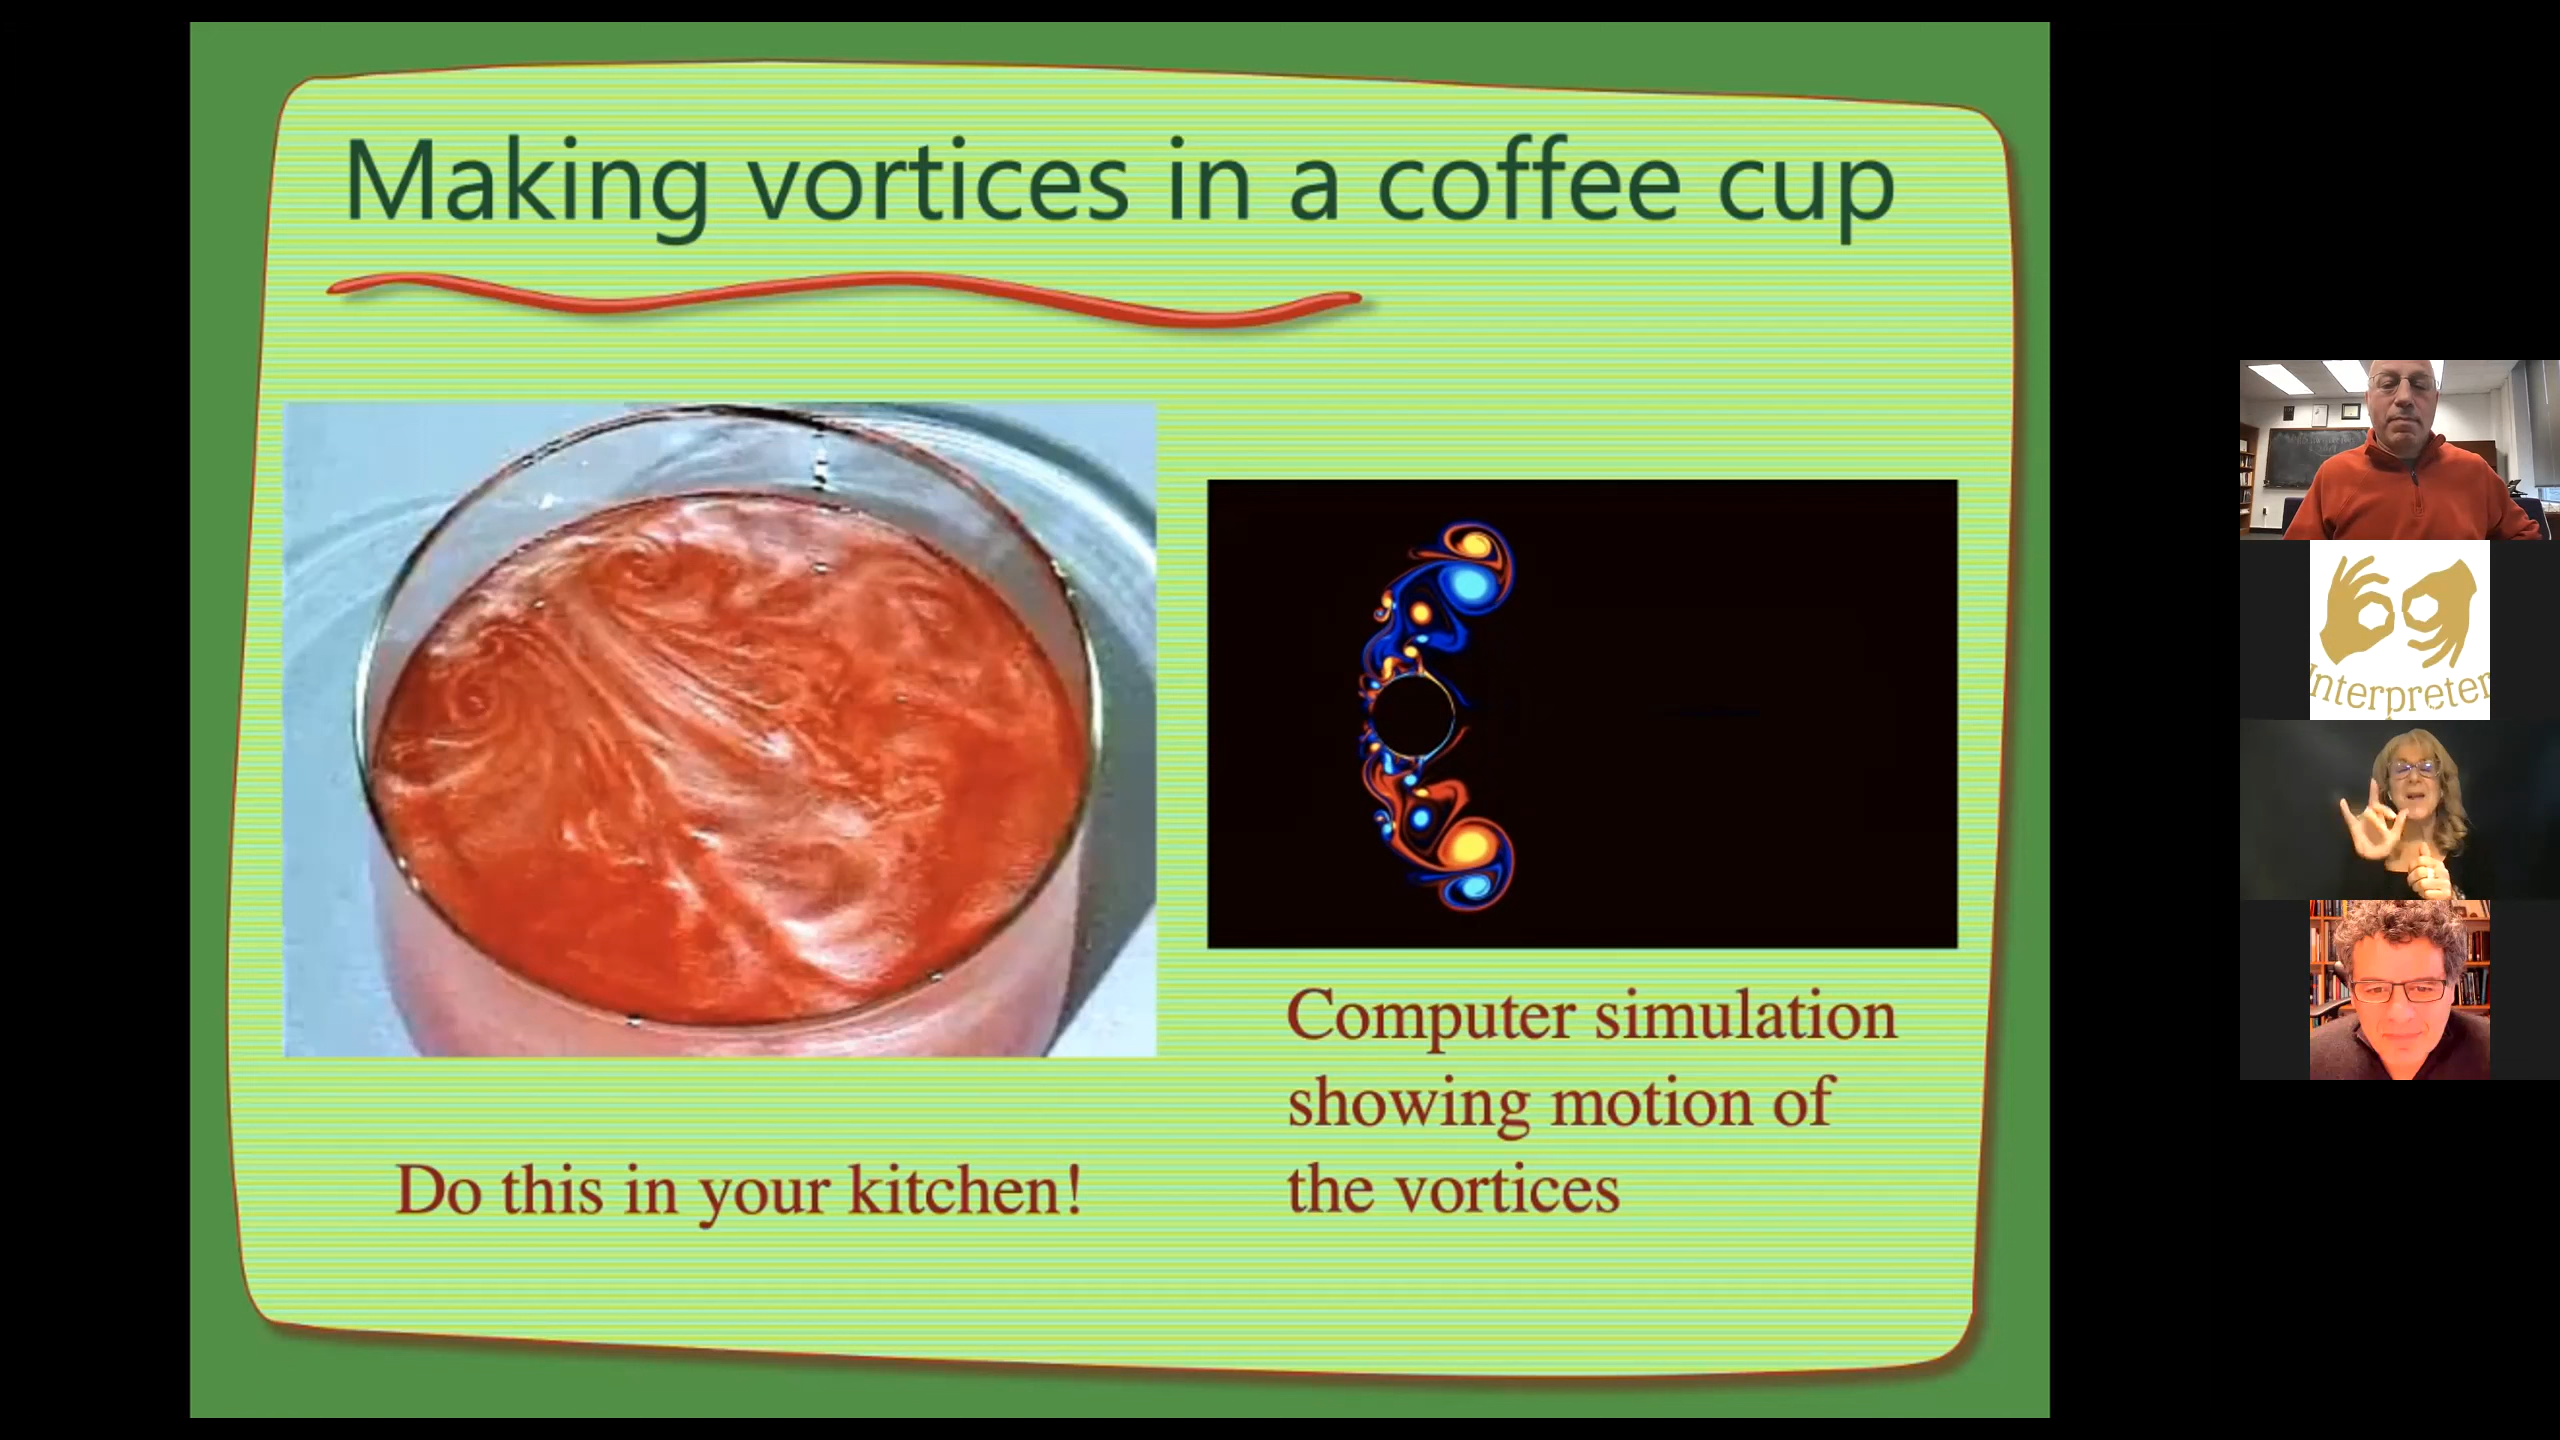 Making vortices in a coffee cup
Do this in your kitchen!
Computer simulation
showing motion of
the vortices
Interpreter